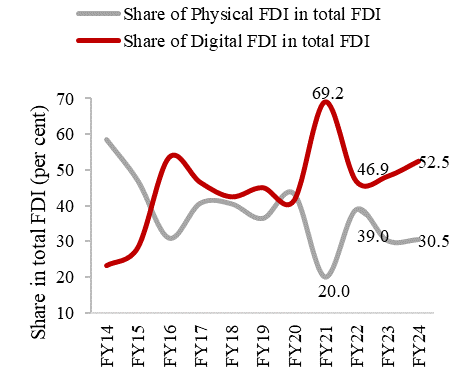 Share of Physical FDI in total FDI
Share of Digital FDI in total FDI
Share in total FDI (per cent)
70
60
50
40
30
20
10
69.2
46.9
52.5
39.0
30.5
20.0
FY14
FY15
FY16
FY17
FY18
FY19
FY20
FY21
FY22
FY23
FY24